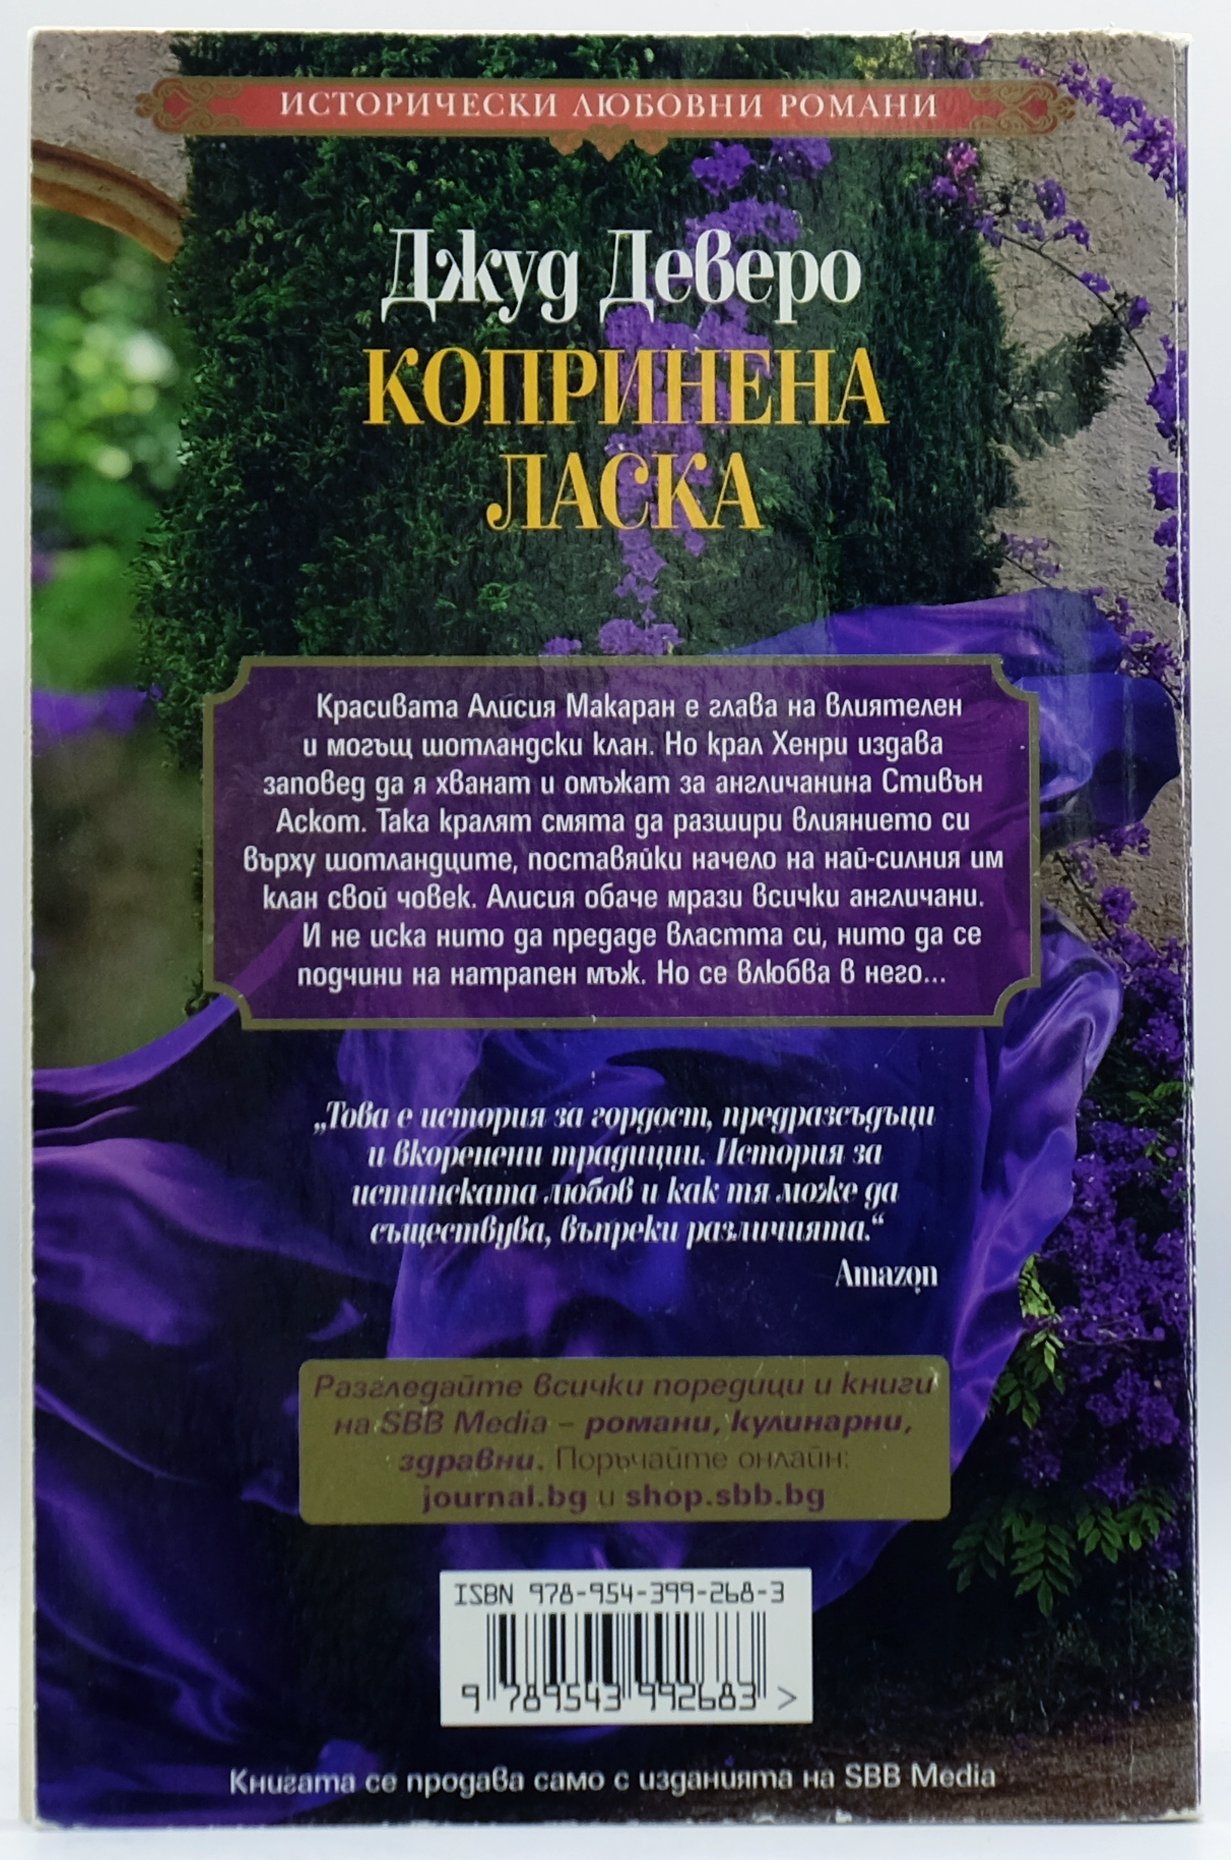 ИСТОРИЧЕСКИ ЛЮБОВНИ РОМАНИ
Джуд Деверо
КОПРИНЕНА
ЛАСКА
Красивата Алисия Макаран е глава на влиятелен
и могъщ шотландски клан. Но крал Хенри издава
заповед да я хванат и омъжат за англичанина Стивън
Аскот. Така кралят смята да разшири влиянието си
върху шотландците, поставяйки начело на най-силния им
клан свой човек. Алисия обаче мрази всички англичани.
И не иска нито да предаде властта си, нито да се
подчини на натрапен мъж. Но се влюбва в него...
„Това е история за гордост, предразсъдъци
и вкоренени традиции. История за
истинската любов и как тя може да
съществува, въпреки различията.“
Amazon
Разгледайте всички поредици и книги
на SBB Media – романи, кулинарни,
здравни. Поръчайте онлайн:
journal.bg и shop.sbb.bg
ISBN 978-954-399-268-3
9 789543 992683 >
Книгата се продава само с изданията на SBB Media